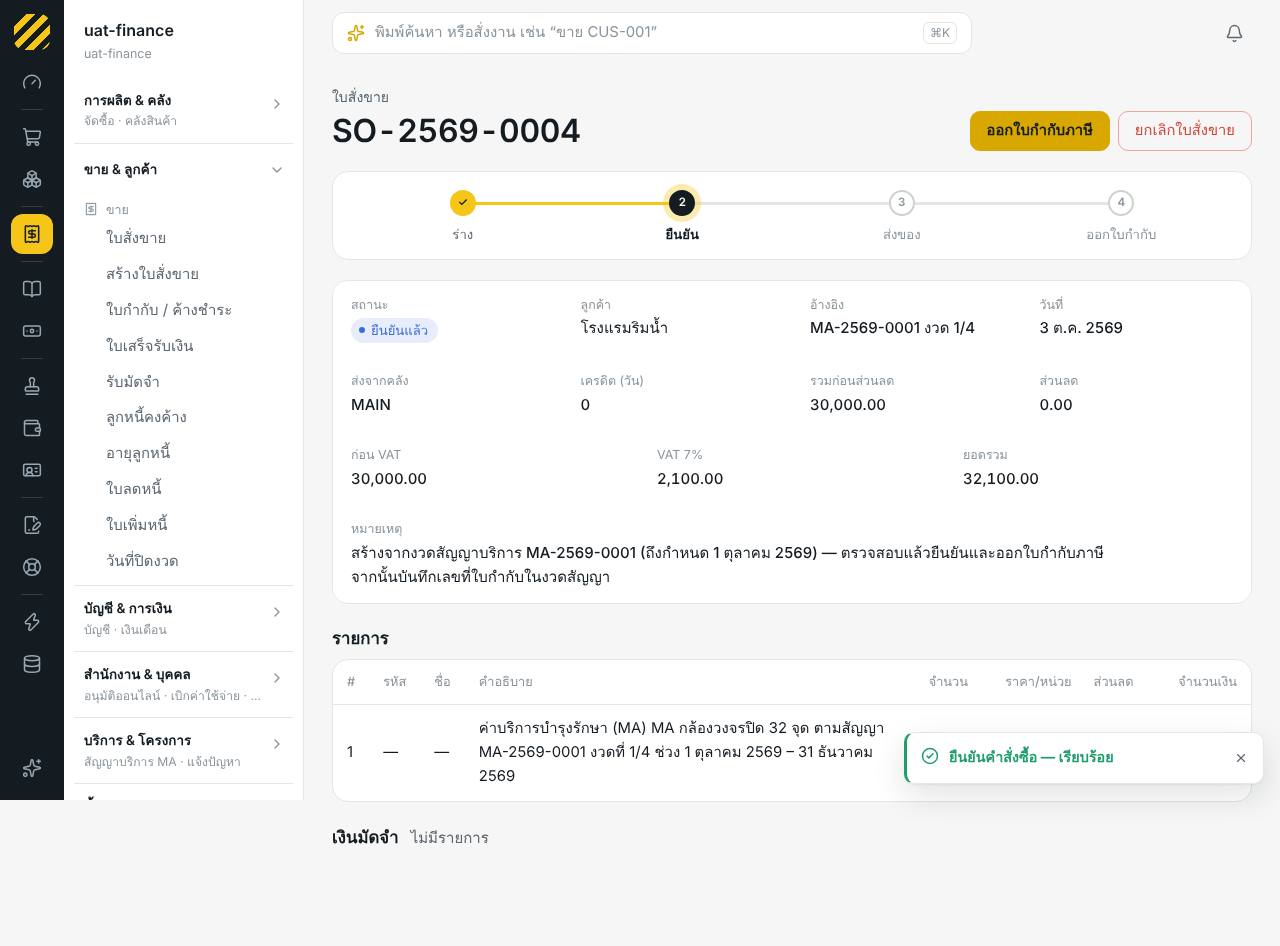 uat-finance
uat-finance
การผลิต & คลัง
จัดซื้อ · คลังสินค้า
ขาย & ลูกค้า
ขาย
ใบสั่งขาย
สร้างใบสั่งขาย
ใบกำกับ / ค้างชำระ
ใบเสร็จรับเงิน
รับมัดจำ
ลูกหนี้คงค้าง
อายุลูกหนี้
ใบลดหนี้
ใบเพิ่มหนี้
วันที่ปิดงวด
บัญชี & การเงิน
บัญชี · เงินเดือน
สำนักงาน & บุคคล
อนุมัติออนไลน์ · เบิกค่าใช้จ่าย · ...
บริการ & โครงการ
สัญญาบริการ MA · แจ้งปัญหา
พิมพ์ค้นหา หรือสั่งงาน เช่น “ขาย CUS-001”
⌘K
ใบสั่งขาย
SO-2569-0004
ออกใบกำกับภาษี
ยกเลิกใบสั่งขาย
2 3 4
ร่าง ยืนยัน ส่งของ ออกใบกำกับ
สถานะ ลูกค้า อ้างอิง วันที่
ยืนยันแล้ว โรงแรมริมน้ำ MA-2569-0001 งวด 1/4 3 ต.ค. 2569
ส่งจากคลัง เครดิต (วัน) รวมก่อนส่วนลด ส่วนลด
MAIN 0 30,000.00 0.00
ก่อน VAT VAT 7% ยอดรวม
30,000.00 2,100.00 32,100.00
หมายเหตุ
สร้างจากงวดสัญญาบริการ MA-2569-0001 (ถึงกำหนด 1 ตุลาคม 2569) — ตรวจสอบแล้วยืนยันและออกใบกำกับภาษี
จากนั้นบันทึกเลขที่ใบกำกับในงวดสัญญา
รายการ
# รหัส ชื่อ คำอธิบาย จำนวน ราคา/หน่วย ส่วนลด จำนวนเงิน
ค่าบริการบำรุงรักษา (MA) MA กล้องวงจรปิด 32 จุด ตามสัญญา
1 — — MA-2569-0001 งวดที่ 1/4 ช่วง 1 ตุลาคม 2569 – 31 ธันวาคม
2569
ยืนยันคำสั่งซื้อ — เรียบร้อย
เงินมัดจำ ไม่มีรายการ